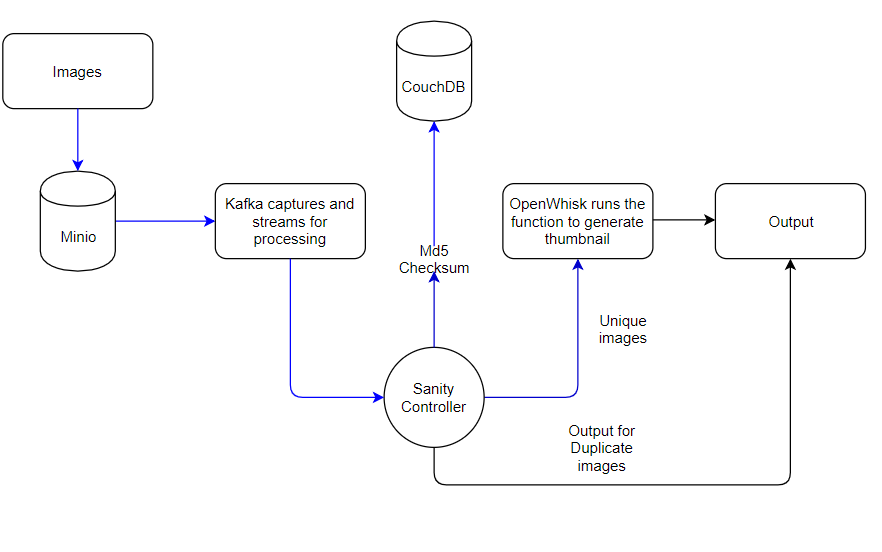 Images
CouchDB
Minio
Kafka captures and
streams for
processing
OpenWhisk runs the
function to generate
thumbnail
Output
Md5
Checksum
Unique
images
Sanity
Controller
Output for
Duplicate
images